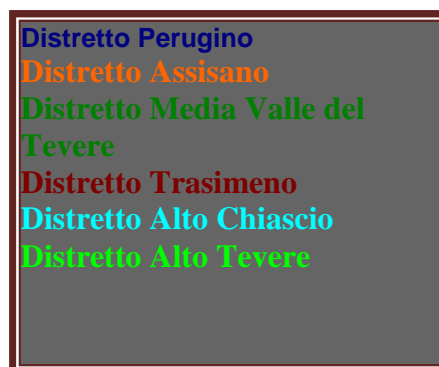 Distretto Perugino
Distretto Assisano
Distretto Media Valle del
Tevere
Distretto Trasimeno
Distretto Alto Chiascio
Distretto Alto Tevere